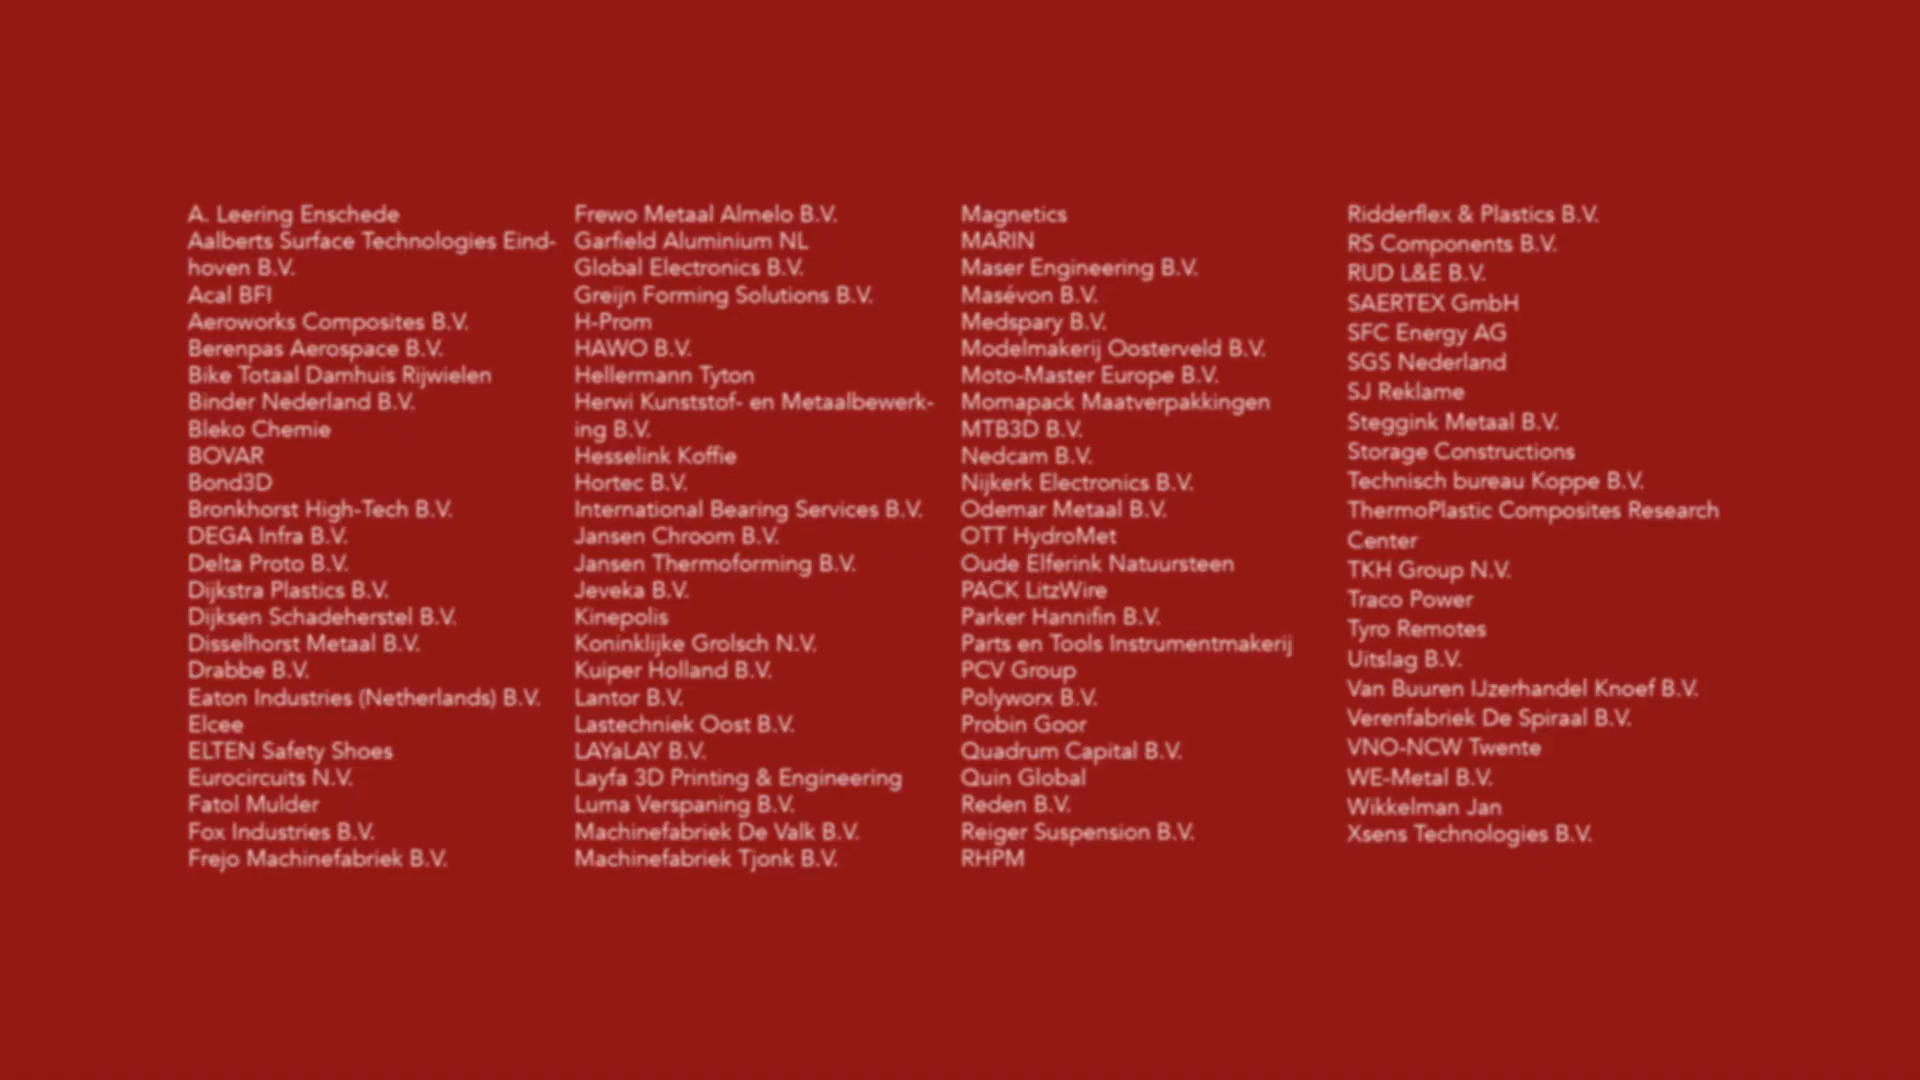 A. Leering Enschede
Aalberts Surface Technologies Eind-
hoven B.V.
Acal BFI
Aeroworks Composites B.V.
Berenpas Aerospace B.V.
Bike Totaal Damhuis Rijwielen
Binder Nederland B.V.
Bleko Chemie
BOVAR
Bond3D
Bronkhorst High-Tech B.V.
DEGA Infra B.V.
Delta Proto B.V.
Dijkstra Plastics B.V.
Dijksen Schadeherstel B.V.
Disselhorst Metaal B.V.
Drabbe B.V.
Eaton Industries (Netherlands) B.V.
Elcee
ELTEN Safety Shoes
Eurocircuits N.V.
Fatol Mulder
Fox Industries B.V.
Frejo Machinefabriek B.V.
Frewo Metaal Almelo B.V.
Garfield Aluminium NL
Global Electronics B.V.
Greijn Forming Solutions B.V.
H-Prom
HAWO B.V.
Hellermann Tyton
Herwi Kunststof- en Metaalbewerk-
ing B.V.
Hesselink Koffie
Hortec B.V.
International Bearing Services B.V.
Jansen Chroom B.V.
Jansen Thermoforming B.V.
Jeveka B.V.
Kinepolis
Koninklijke Grolsch N.V.
Kuiper Holland B.V.
Lantor B.V.
Lastechniek Oost B.V.
LAYaLAY B.V.
Layfa 3D Printing & Engineering
Luma Verspaning B.V.
Machinefabriek De Valk B.V.
Machinefabriek Tjonk B.V.
Magnetics
MARIN
Maser Engineering B.V.
Masévon B.V.
Medspary B.V.
Modelmakerij Oosterveld B.V.
Moto-Master Europe B.V.
Momapack Maatverpakkingen
MTB3D B.V.
Nedcam B.V.
Nijkerk Electronics B.V.
Odemar Metaal B.V.
OTT HydroMet
Oude Elferink Natuursteen
PACK LitzWire
Parker Hannifin B.V.
Parts en Tools Instrumentmakerij
PCV Group
Polyworx B.V.
Probin Goor
Quadrum Capital B.V.
Quin Global
Reden B.V.
Reiger Suspension B.V.
RHPM
Ridderflex & Plastics B.V.
RS Components B.V.
RUD L&E B.V.
SAERTEX GmbH
SFC Energy AG
SGS Nederland
SJ Reklame
Steggink Metaal B.V.
Storage Constructions
Technisch bureau Koppe B.V.
ThermoPlastic Composites Research
Center
TKH Group N.V.
Traco Power
Tyro Remotes
Uitslag B.V.
Van Buuren IJzerhandel Knoef B.V.
Verenfabriek De Spiraal B.V.
VNO-NCW Twente
WE-Metal B.V.
Wikkelman Jan
Xsens Technologies B.V.